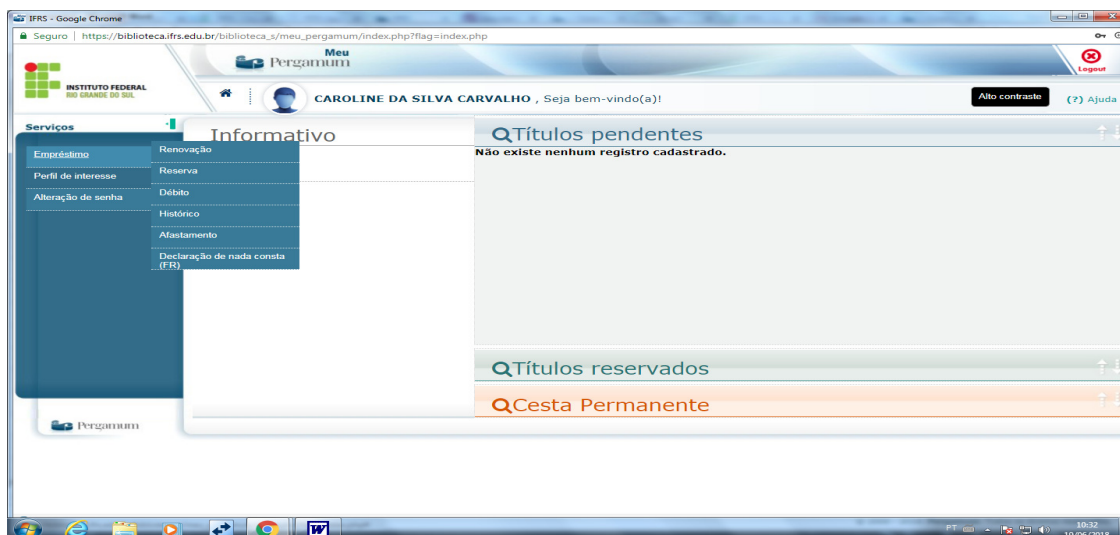 IFRS - Google Chrome
Seguro | https://biblioteca.ifrs.edu.br/biblioteca_s/meu_pergamum/index.php?flag=index.php
INSTITUTO FEDERAL
RIO GRANDE DO SUL
Meu
Pergamum
Logout
CAROLINE DA SILVA CARVALHO , Seja bem-vindo(a)!
Alto contraste
(?) Ajuda
Serviços
Empréstimo
Perfil de interesse
Alteração de senha
Renovação
Reserva
Débito
Histórico
Afastamento
Declaração de nada consta
(FR)
Informativo
Títulos pendentes
Não existe nenhum registro cadastrado.
Títulos reservados
Cesta Permanente
Pergamum
PT
10:32
19/06/2018